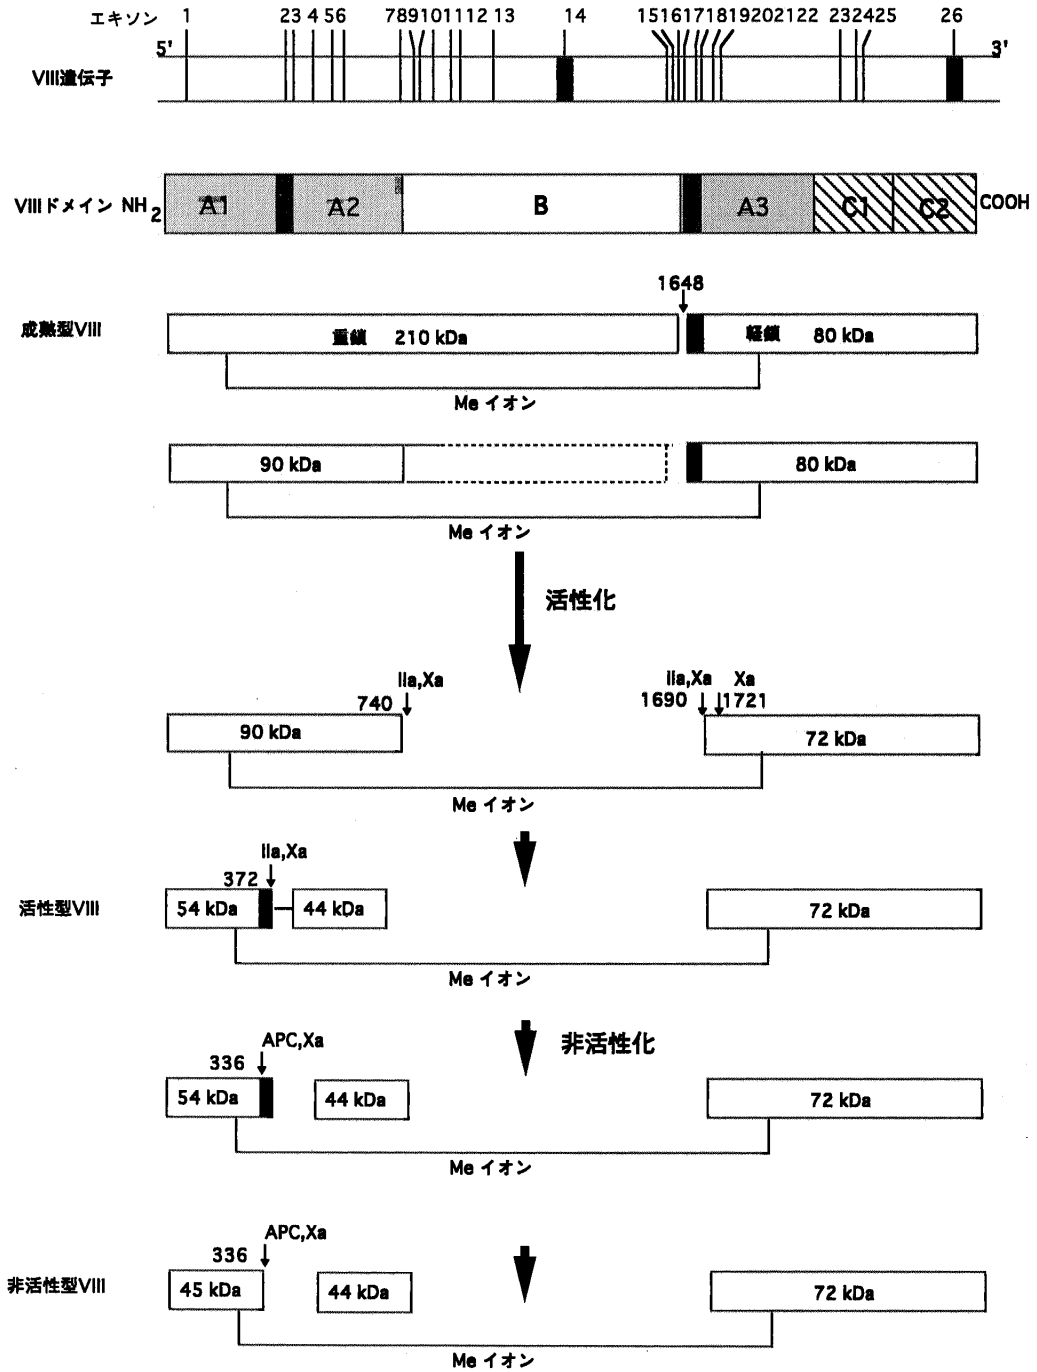 エキソン 1 23 4 56 789101112 13 14 1516171819202122 232425 26
5' 3'
VIII遺伝子
VIIIドメイン NH2 A1 A2 B A3 C1 C2 COOH
1648
成熟型VIII 重鎖 210 kDa 軽鎖 80 kDa
Me イオン
90 kDa 80 kDa
Me イオン
活性化
IIa,Xa IIa,Xa Xa
740 1690 1721
90 kDa 72 kDa
Me イオン
IIa,Xa
372
活性型VIII 54 kDa 44 kDa 72 kDa
Me イオン
非活性化
APC,Xa
336
54 kDa 44 kDa 72 kDa
Me イオン
APC,Xa
336
非活性型VIII 45 kDa 44 kDa 72 kDa
Me イオン